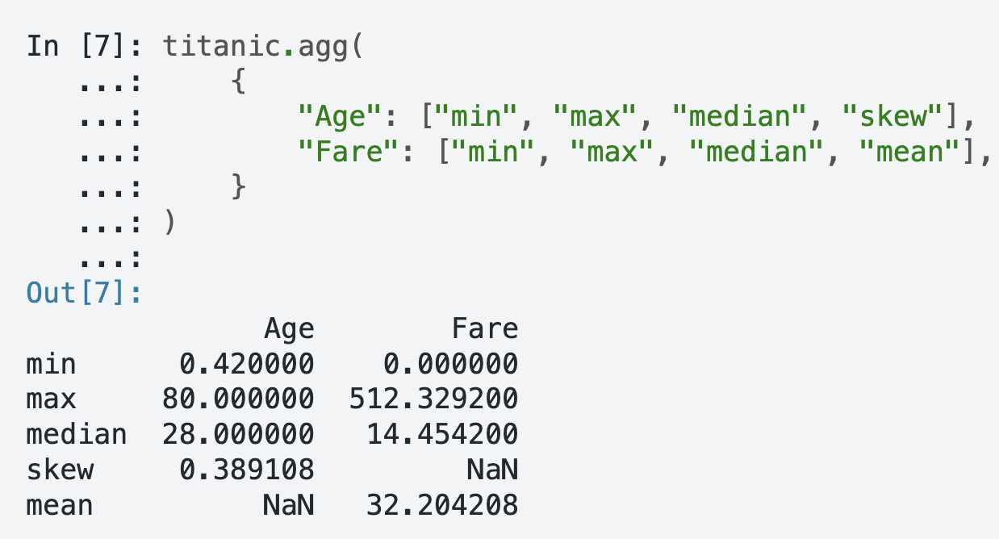 In [7]: titanic.agg(
   ...:     {
   ...:         "Age": ["min", "max", "median", "skew"],
   ...:         "Fare": ["min", "max", "median", "mean"],
   ...:     }
   ...: )
   ...:
Out[7]:
              Age        Fare
min      0.420000    0.000000
max     80.000000  512.329200
median  28.000000   14.454200
skew     0.389108         NaN
mean          NaN   32.204208